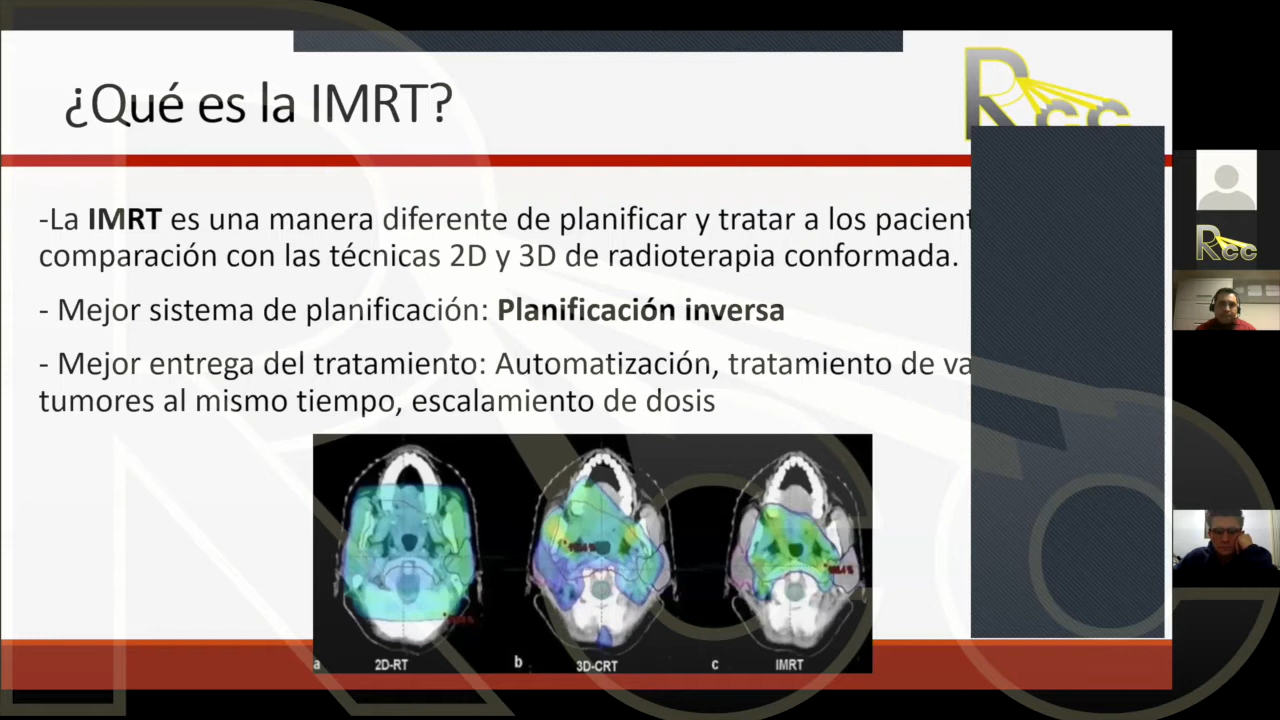 ¿Qué es la IMRT?
Rcc
-La IMRT es una manera diferente de planificar y tratar a los pacient
comparación con las técnicas 2D y 3D de radioterapia conformada.
- Mejor sistema de planificación: Planificación inversa
- Mejor entrega del tratamiento: Automatización, tratamiento de va
tumores al mismo tiempo, escalamiento de dosis
a 2D-RT b 3D-CRT c IMRT
Rcc